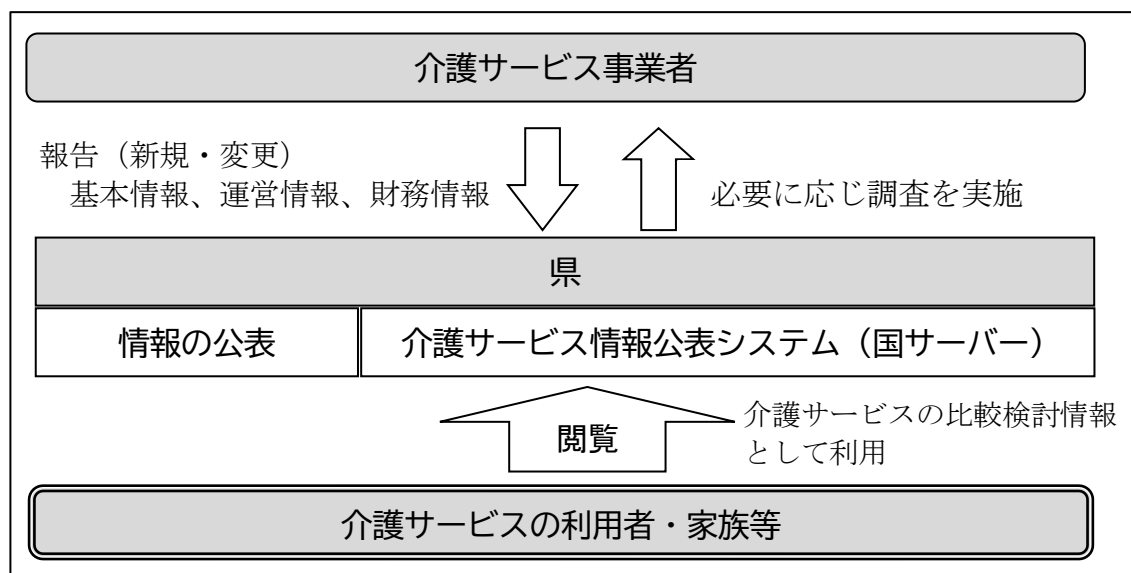 介護サービス事業者
報告（新規・変更）
基本情報、運営情報、財務情報
必要に応じ調査を実施
県
情報の公表
介護サービス情報公表システム（国サーバー）
閲覧
介護サービスの比較検討情報
として利用
介護サービスの利用者・家族等